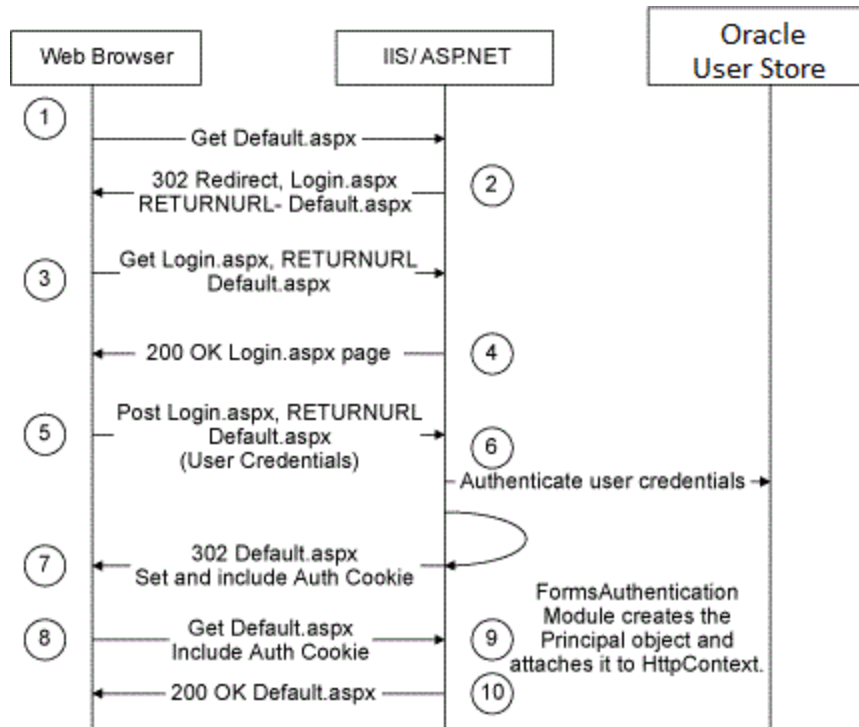 Web Browser
IIS/ ASP.NET
Oracle
User Store
1
Get Default.aspx
302 Redirect, Login.aspx
RETURNURL- Default.aspx
2
3
Get Login.aspx, RETURNURL
Default.aspx
200 OK Login.aspx page
4
5
Post Login.aspx, RETURNURL
Default.aspx
(User Credentials)
6
Authenticate user credentials
7
302 Default.aspx
Set and include Auth Cookie
8
Get Default.aspx
Include Auth Cookie
9
FormsAuthentication
Module creates the
Principal object and
attaches it to HttpContext.
200 OK Default.aspx
10